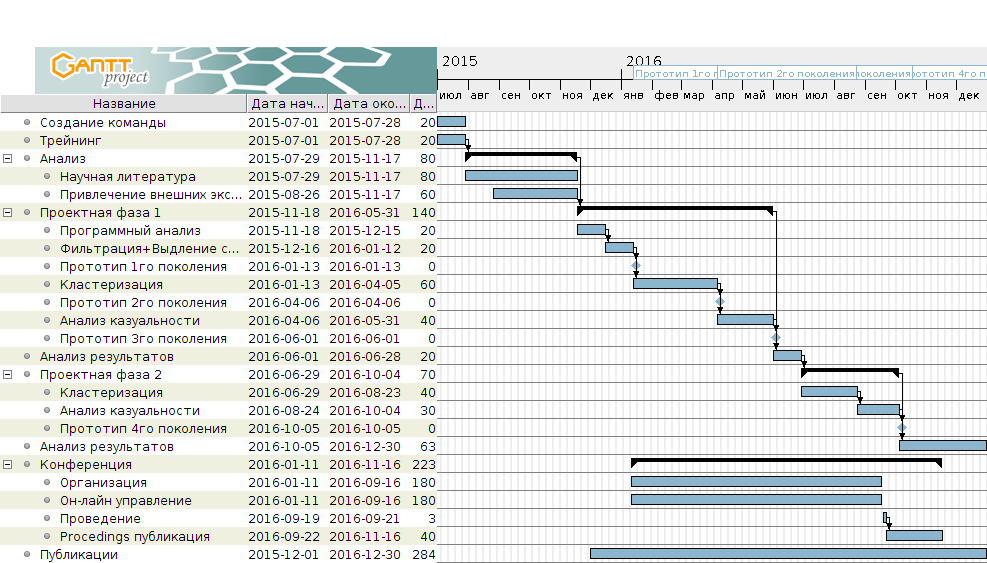 GANTT project
2015 2016
Прототип 1го Прототип 2го поколения поколения прототип 4го п
июл авг сен окт ноя дек янв фев мар апр май июн июл авг сен окт ноя дек
Название Дата нач... Дата око... Д...
Создание команды 2015-07-01 2015-07-28 20
Трейнинг 2015-07-01 2015-07-28 20
Анализ 2015-07-29 2015-11-17 80
Научная литература 2015-07-29 2015-11-17 80
Привлечение внешних экс... 2015-08-26 2015-11-17 60
Проектная фаза 1 2015-11-18 2016-05-31 140
Программный анализ 2015-11-18 2015-12-15 20
Фильтрация+Выдление с... 2015-12-16 2016-01-12 20
Прототип 1го поколения 2016-01-13 2016-01-13 0
Кластеризация 2016-01-13 2016-04-05 60
Прототип 2го поколения 2016-04-06 2016-04-06 0
Анализ казуальности 2016-04-06 2016-05-31 40
Прототип 3го поколения 2016-06-01 2016-06-01 0
Анализ результатов 2016-06-01 2016-06-28 20
Проектная фаза 2 2016-06-29 2016-10-04 70
Кластеризация 2016-06-29 2016-08-23 40
Анализ казуальности 2016-08-24 2016-10-04 30
Прототип 4го поколения 2016-10-05 2016-10-05 0
Анализ результатов 2016-10-05 2016-12-30 63
Конференция 2016-01-11 2016-11-16 223
Организация 2016-01-11 2016-09-16 180
Он-лайн управление 2016-01-11 2016-09-16 180
Проведение 2016-09-19 2016-09-21 3
Procedings публикация 2016-09-22 2016-11-16 40
Публикации 2015-12-01 2016-12-30 284